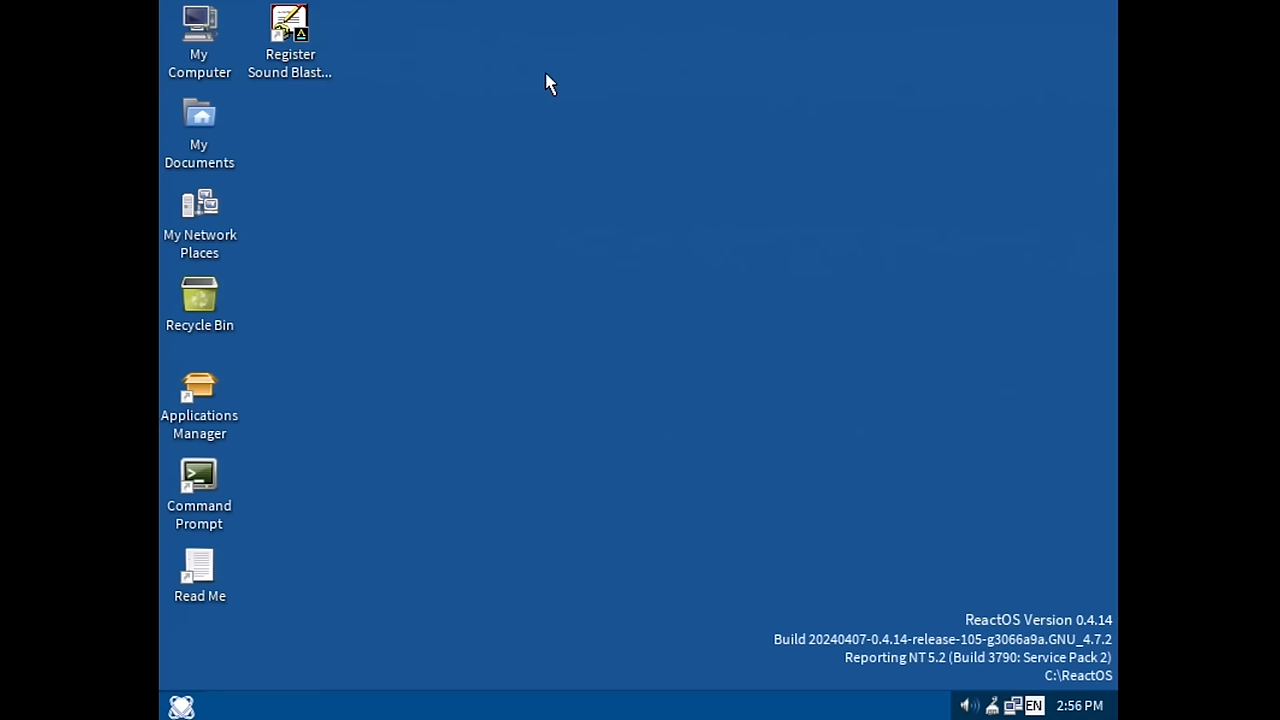 My
Computer
Register
Sound Blast...
My
Documents
My Network
Places
Recycle Bin
Applications
Manager
Command
Prompt
Read Me
ReactOS Version 0.4.14
Build 20240407-0.4.14-release-105-g3066a9a.GNU_4.7.2
Reporting NT 5.2 (Build 3790: Service Pack 2)
C:\ReactOS
EN
2:56 PM